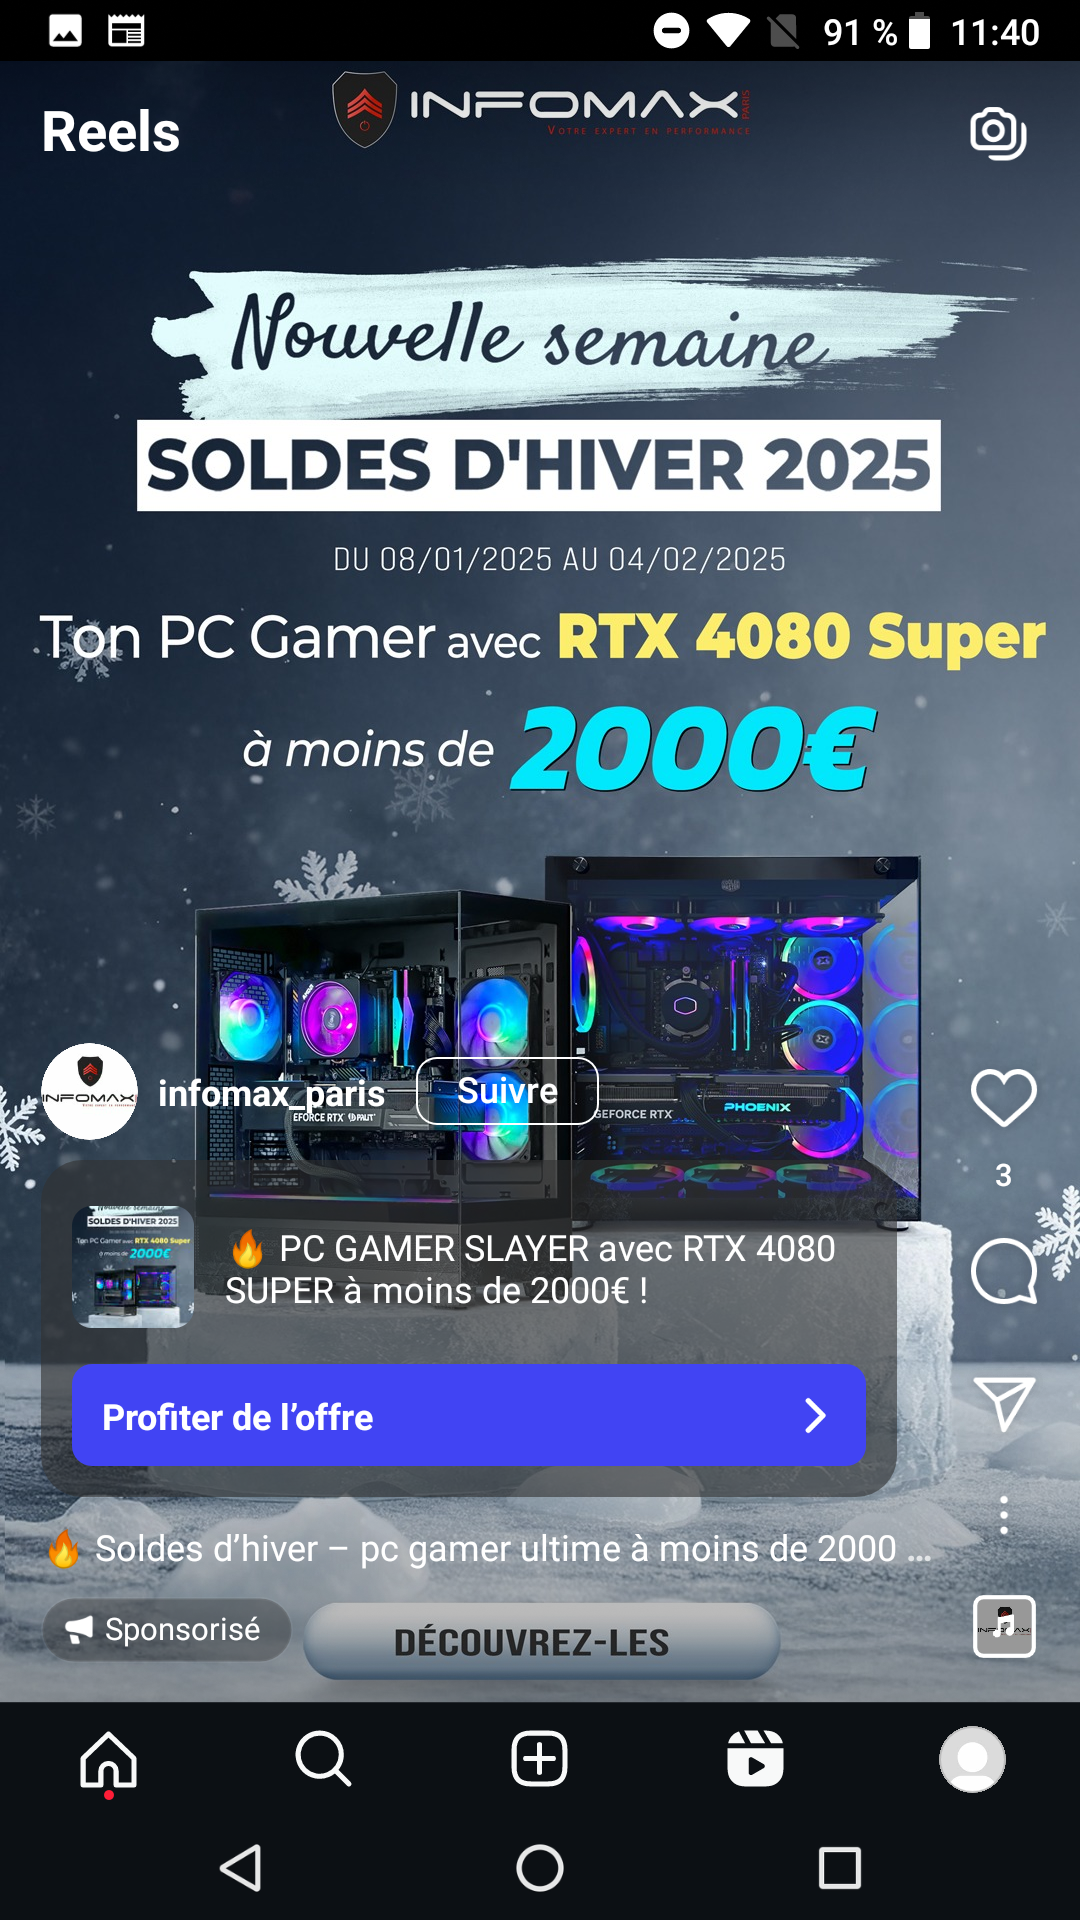 91 % 11:40
Reels
INFOMAX PARIS
VOTRE EXPERT EN PERFORMANCE
Nouvelle semaine
SOLDES D'HIVER 2025
DU 08/01/2025 AU 04/02/2025
Ton PC Gamer avec RTX 4080 Super
à moins de 2000€
infomax_paris
Suivre
EFORCE RTX PALIT
GEFORCE RTX PHOENIX
3
🔥 PC GAMER SLAYER avec RTX 4080
SUPER à moins de 2000€ !
Profiter de l’offre
🔥 Soldes d’hiver – pc gamer ultime à moins de 2000 ...
Sponsorisé
DÉCOUVREZ-LES